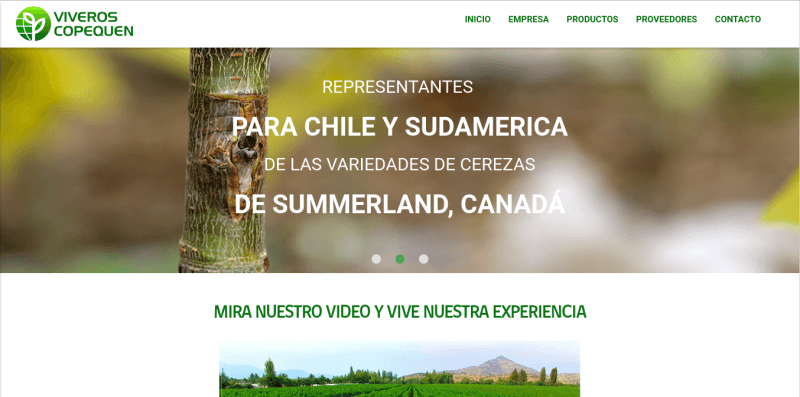 VIVEROS
COPEQUEN
INICIO EMPRESA PRODUCTOS PROVEEDORES CONTACTO
REPRESENTANTES
PARA CHILE Y SUDAMERICA
DE LAS VARIEDADES DE CEREZAS
DE SUMMERLAND, CANADÁ
MIRA NUESTRO VIDEO Y VIVE NUESTRA EXPERIENCIA